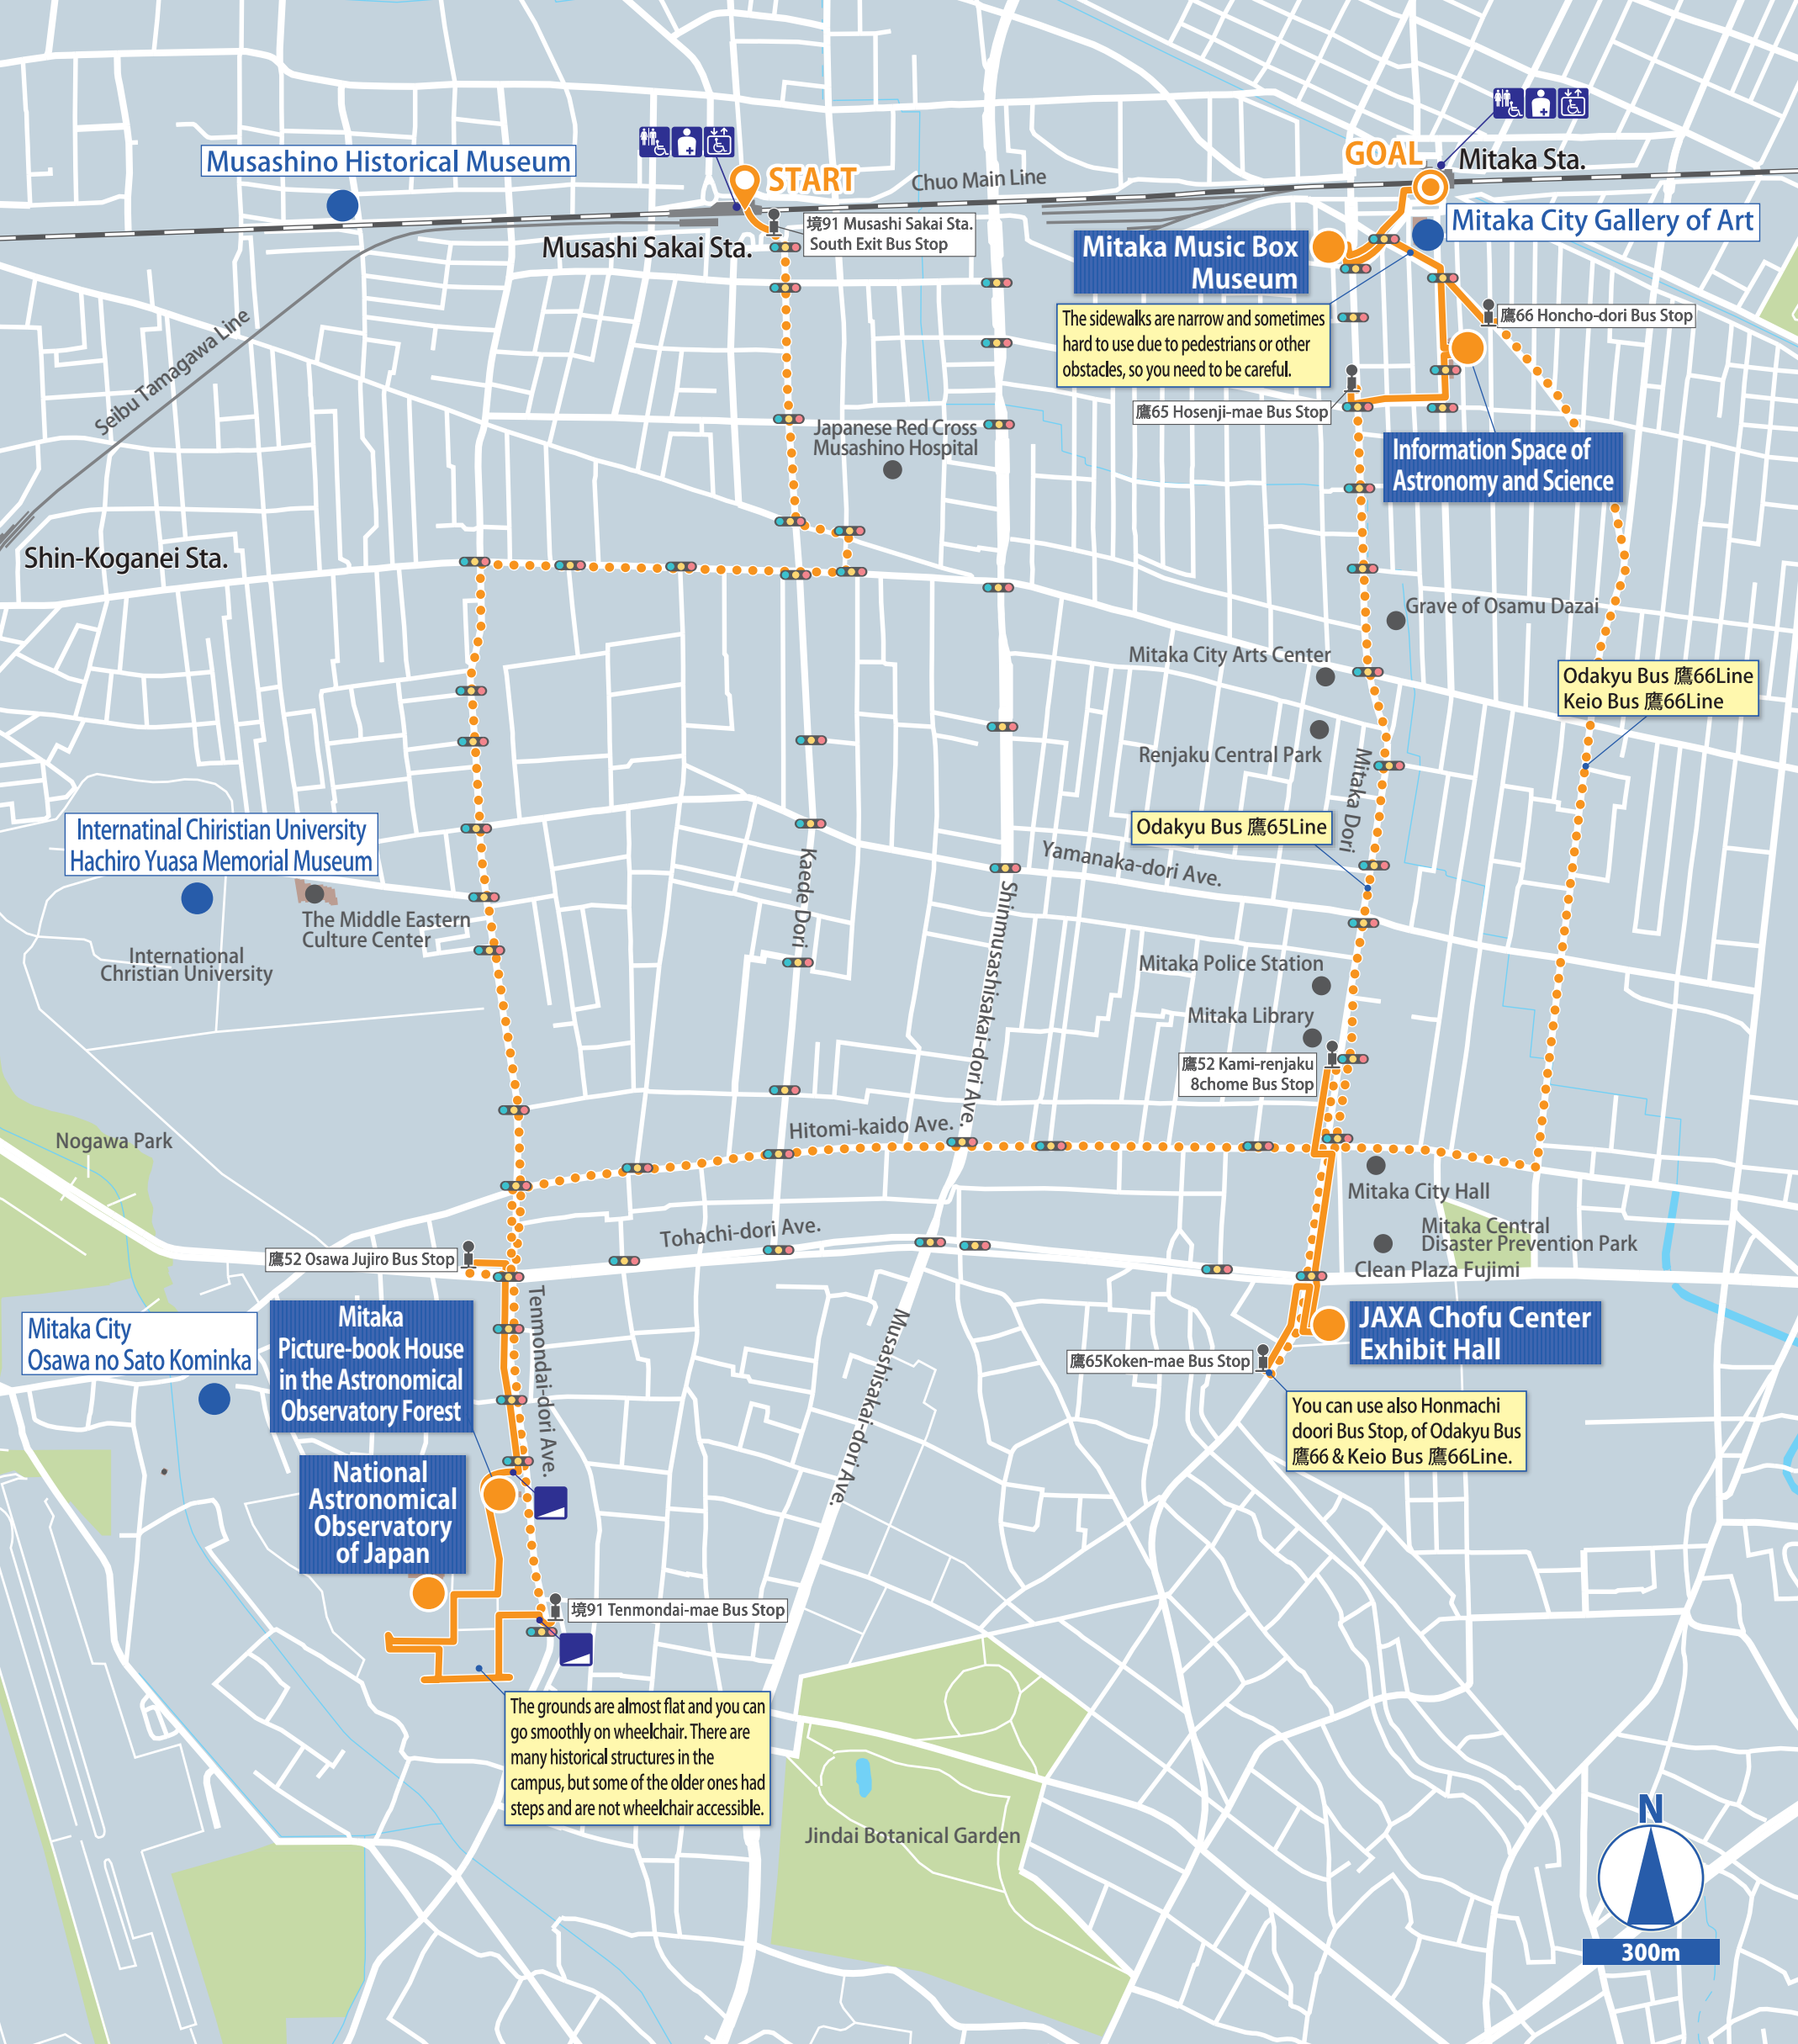 Musashino Historical Museum
START
Chuo Main Line
GOAL
Mitaka Sta.
境91 Musashi Sakai Sta.
South Exit Bus Stop
Musashi Sakai Sta.
Mitaka City Gallery of Art
Mitaka Music Box
Museum
The sidewalks are narrow and sometimes
hard to use due to pedestrians or other
obstacles, so you need to be careful.
鷹66 Honcho-dori Bus Stop
Seibu Tamagawa Line
鷹65 Hosenji-mae Bus Stop
Japanese Red Cross
Musashino Hospital
Information Space of
Astronomy and Science
Shin-Koganei Sta.
Grave of Osamu Dazai
Mitaka City Arts Center
Odakyu Bus 鷹66Line
Keio Bus 鷹66Line
Renjaku Central Park
Mitaka Dori
Odakyu Bus 鷹65Line
Internatinal Chiristian University
Hachiro Yuasa Memorial Museum
Kaede Dori
Yamanaka-dori Ave.
Shinmusashisakai-dori Ave.
The Middle Eastern
Culture Center
International
Christian University
Mitaka Police Station
Mitaka Library
鷹52 Kami-renjaku
8chome Bus Stop
Nogawa Park
Hitomi-kaido Ave.
Mitaka City Hall
Tohachi-dori Ave.
Mitaka Central
Disaster Prevention Park
鷹52 Osawa Jujiro Bus Stop
Clean Plaza Fujimi
Tenmondai-dori Ave.
Musashisakai-dori Ave.
Mitaka City
Osawa no Sato Kominka
Mitaka
Picture-book House
in the Astronomical
Observatory Forest
JAXA Chofu Center
Exhibit Hall
鷹65Koken-mae Bus Stop
You can use also Honmachi
doori Bus Stop, of Odakyu Bus
鷹66 & Keio Bus 鷹66Line.
National
Astronomical
Observatory
of Japan
境91 Tenmondai-mae Bus Stop
The grounds are almost flat and you can
go smoothly on wheelchair. There are
many historical structures in the
campus, but some of the older ones had
steps and are not wheelchair accessible.
Jindai Botanical Garden
N
300m